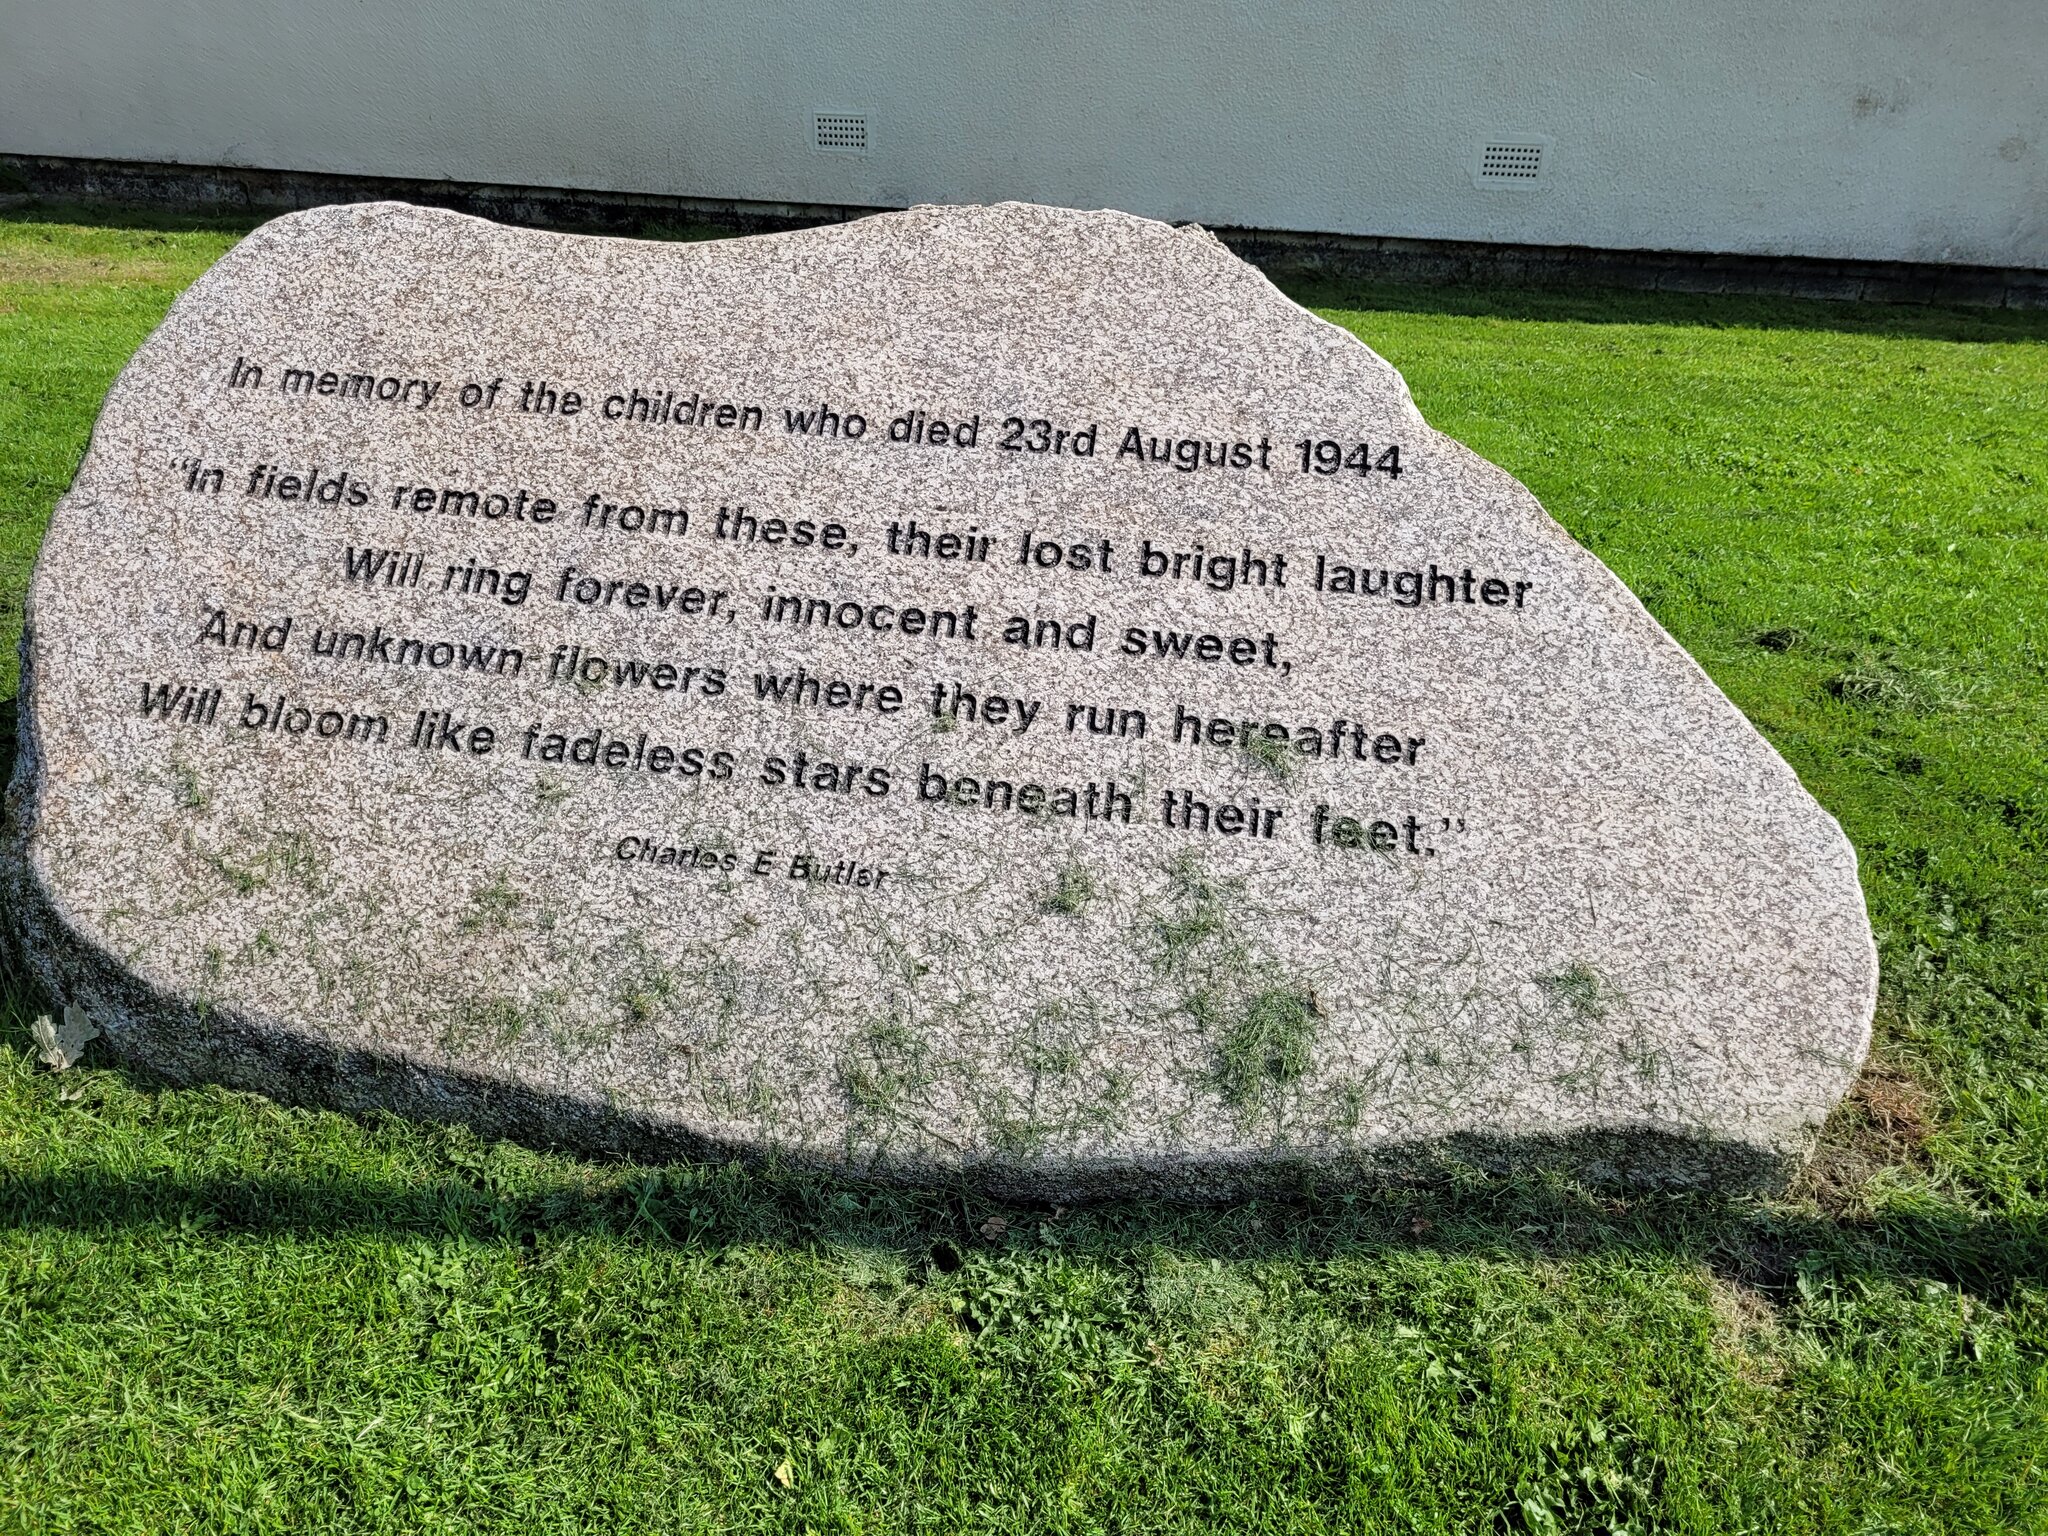 In memory of the children who died 23rd August 1944
“In fields remote from these, their lost bright laughter
Will ring forever, innocent and sweet,
And unknown flowers where they run hereafter
Will bloom like fadeless stars beneath their feet.”
Charles E Butler